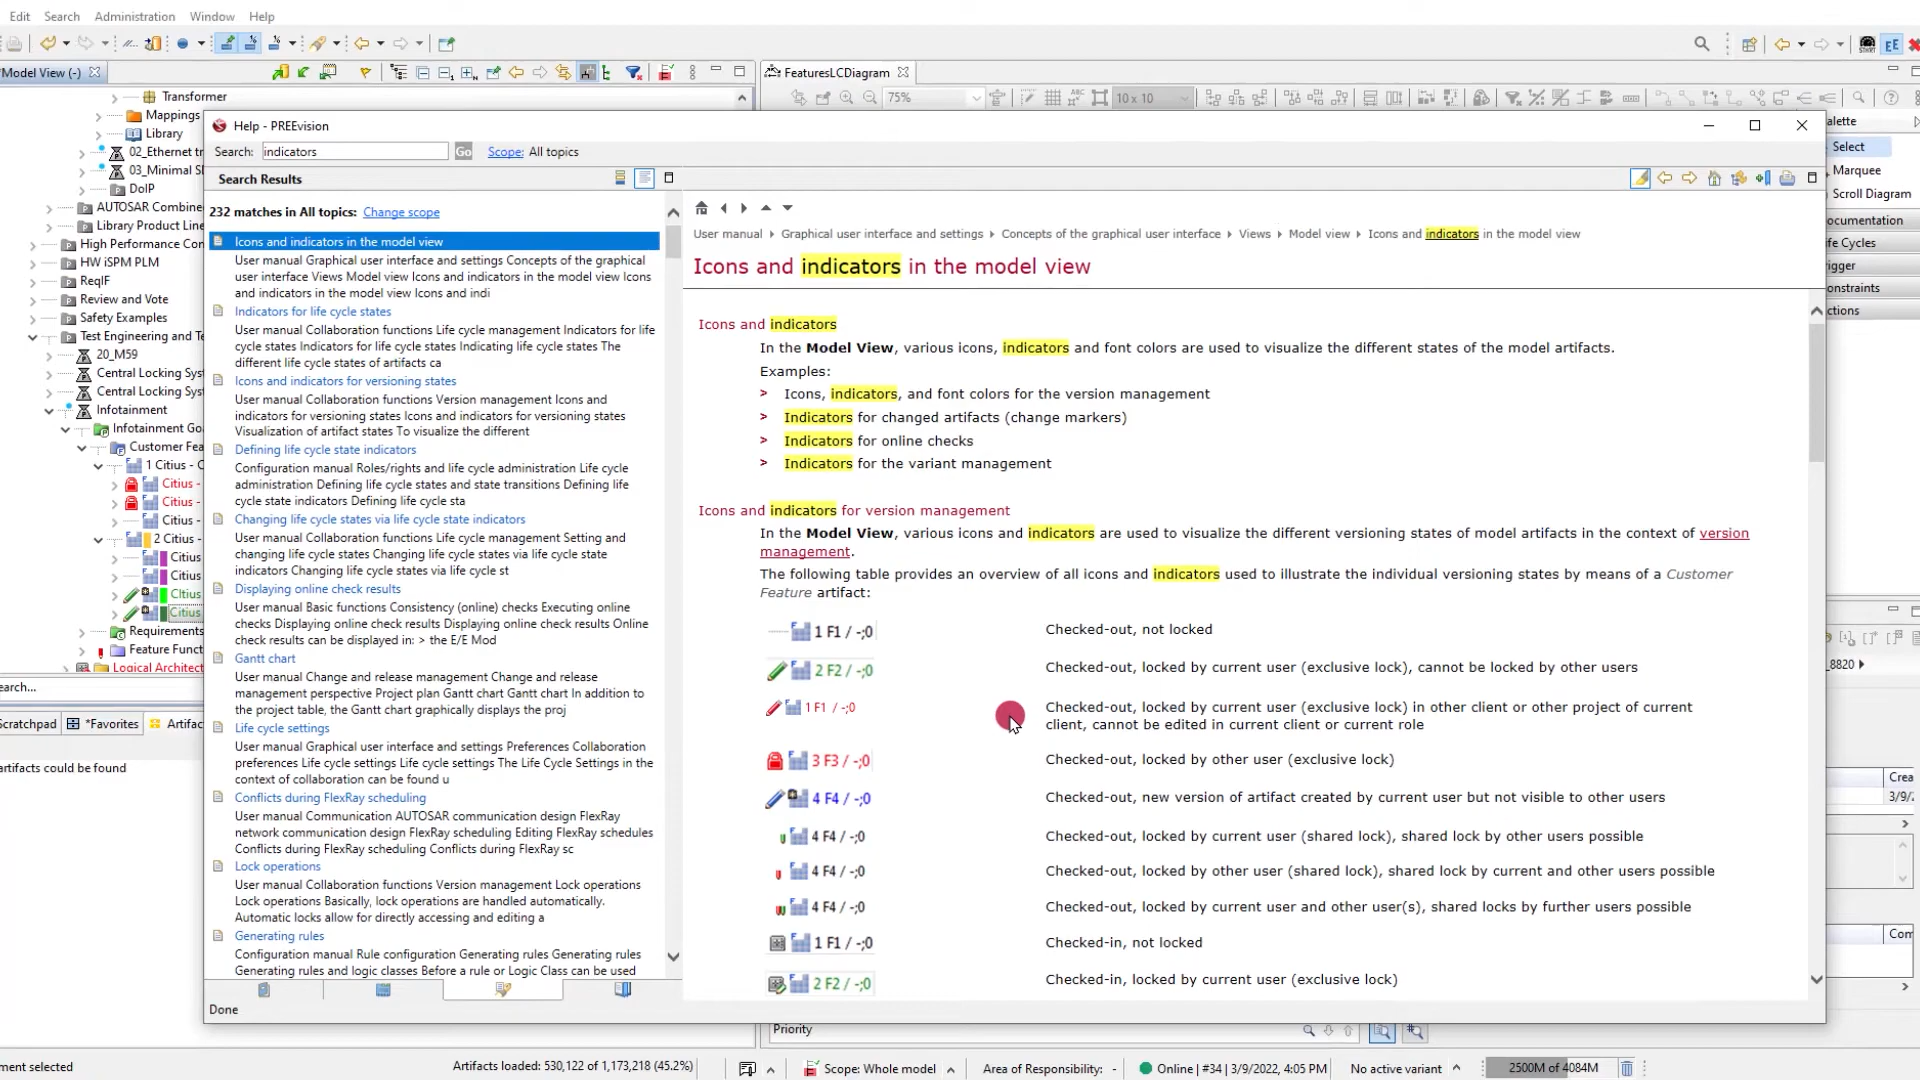 Edit Search Administration Window Help
EE
*Model View (-)
FeaturesLCDiagram
75%
10 x 10
Transformer
Mappings
Library
02_Ethernet tr
03_Minimal S
DoIP
AUTOSAR Combine
Library Product Line
High Performance Con
HW iSPM PLM
ReqIF
Review and Vote
Safety Examples
Test Engineering and Te
20_M59
Central Locking Sys
Central Locking Sys
Infotainment
Infotainment Go
Customer Fea
1 Citius - C
Citius -
Citius -
Citius -
2 Citius -
Citius
Citius
Citius
Citius
Requirements
Feature Functi
Logical Architec
earch...
Scratchpad *Favorites Artifac
artifacts could be found
Help - PREEvision
Search: indicators Go Scope: All topics
Search Results
232 matches in All topics: Change scope
Icons and indicators in the model view
User manual Graphical user interface and settings Concepts of the graphical
user interface Views Model view Icons and indicators in the model view Icons
and indicators in the model view Icons and indi
Indicators for life cycle states
User manual Collaboration functions Life cycle management Indicators for life
cycle states Indicators for life cycle states Indicating life cycle states The
different life cycle states of artifacts ca
Icons and indicators for versioning states
User manual Collaboration functions Version management Icons and
indicators for versioning states Icons and indicators for versioning states
Visualization of artifact states To visualize the different
Defining life cycle state indicators
Configuration manual Roles/rights and life cycle administration Life cycle
administration Defining life cycle states and state transitions Defining life
cycle state indicators Defining life cycle sta
Changing life cycle states via life cycle state indicators
User manual Collaboration functions Life cycle management Setting and
changing life cycle states Changing life cycle states via life cycle state
indicators Changing life cycle states via life cycle st
Displaying online check results
User manual Basic functions Consistency (online) checks Executing online
checks Displaying online check results Displaying online check results Online
check results can be displayed in: > the E/E Mod
Gantt chart
User manual Change and release management Change and release
management perspective Project plan Gantt chart Gantt chart In addition to
the project table, the Gantt chart graphically displays the proj
Life cycle settings
User manual Graphical user interface and settings Preferences Collaboration
preferences Life cycle settings Life cycle settings The Life Cycle Settings in the
context of collaboration can be found u
Conflicts during FlexRay scheduling
User manual Communication AUTOSAR communication design FlexRay
network communication design FlexRay scheduling Editing FlexRay schedules
Conflicts during FlexRay scheduling Conflicts during FlexRay sc
Lock operations
User manual Collaboration functions Version management Lock operations
Lock operations Basically, lock operations are handled automatically.
Automatic locks allow for directly accessing and editing a
Generating rules
Configuration manual Rule configuration Generating rules Generating rules
Generating rules and logic classes Before a rule or Logic Class can be used
Done
User manual Graphical user interface and settings Concepts of the graphical user interface Views Model view Icons and indicators in the model view
Icons and indicators in the model view
Icons and indicators
In the Model View, various icons, indicators and font colors are used to visualize the different states of the model artifacts.
Examples:
> Icons, indicators, and font colors for the version management
> Indicators for changed artifacts (change markers)
> Indicators for online checks
> Indicators for the variant management
Icons and indicators for version management
In the Model View, various icons and indicators are used to visualize the different versioning states of model artifacts in the context of version
management.
The following table provides an overview of all icons and indicators used to illustrate the individual versioning states by means of a Customer
Feature artifact:
1 F1 / -;0 Checked-out, not locked
2 F2 / -;0 Checked-out, locked by current user (exclusive lock), cannot be locked by other users
1 F1 / -;0 Checked-out, locked by current user (exclusive lock) in other client or other project of current
client, cannot be edited in current client or current role
3 F3 / -;0 Checked-out, locked by other user (exclusive lock)
4 F4 / -;0 Checked-out, new version of artifact created by current user but not visible to other users
4 F4 / -;0 Checked-out, locked by current user (shared lock), shared lock by other users possible
4 F4 / -;0 Checked-out, locked by other user (shared lock), shared lock by current and other users possible
4 F4 / -;0 Checked-out, locked by current user and other user(s), shared locks by further users possible
1 F1 / -;0 Checked-in, not locked
2 F2 / -;0 Checked-in, locked by current user (exclusive lock)
alette
Select
Marquee
Scroll Diagram
ocumentation
ife Cycles
rigger
onstraints
ctions
_8820
Crea
3/9/2
Com
Priority
ment selected Artifacts loaded: 530,122 of 1,173,218 (45.2%) Scope: Whole model Area of Responsibility: - Online | #34 | 3/9/2022, 4:05 PM No active variant 2500M of 4084M